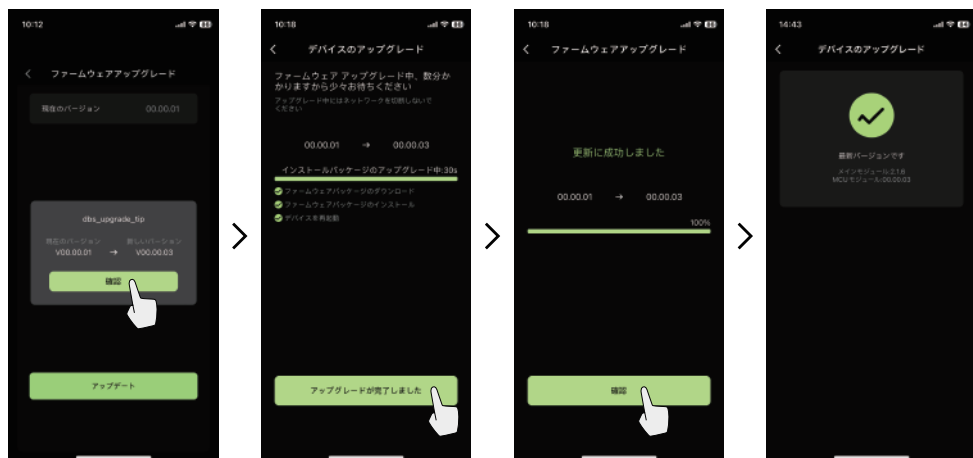 10:12
ファームウェアアップグレード
現在のバージョン 00.00.01
dbs_upgrade_tip
現在のバージョン 新しいバージョン
V00.00.01 → V00.00.03
確認
アップデート
10:18
デバイスのアップグレード
ファームウェア アップグレード中、数分か
かりますから少々お待ちください
アップグレード中にはネットワークを切断しないで
ください
00.00.01 → 00.00.03
インストールパッケージのアップグレード中:30s
ファームウェアパッケージのダウンロード
ファームウェアパッケージのインストール
デバイスを再起動
アップグレードが完了しました
10:18
ファームウェアアップグレード
更新に成功しました
00.00.01 → 00.00.03
100%
確認
14:43
デバイスのアップグレード
最新バージョンです
メインモジュール:2.1.6
MCUモジュール:00.00.03